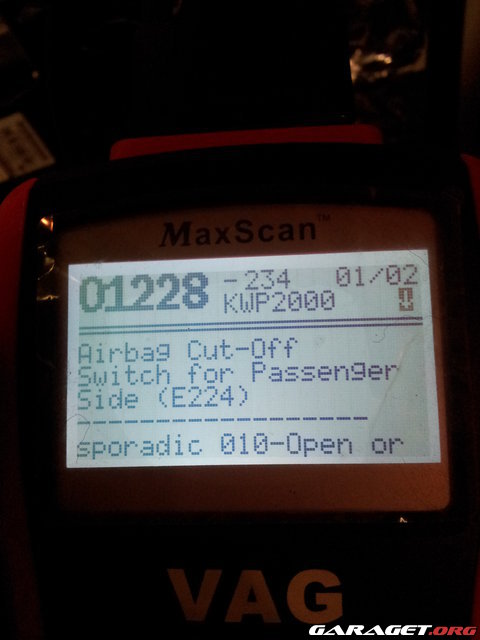 MaxScan™
01228 -234 01/02
KWP2000
Airbag Cut-Off
Switch for Passenger
Side (E224)
--------------------
sporadic 010-Open or
VAG
GARAGET.ORG